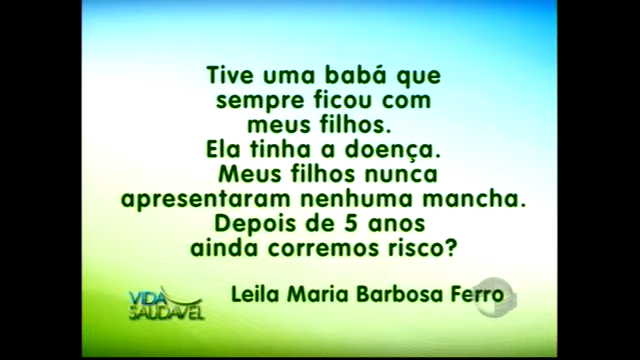 Tive uma babá que
sempre ficou com
meus filhos.
Ela tinha a doença.
Meus filhos nunca
apresentaram nenhuma mancha.
Depois de 5 anos
ainda corremos risco?
Leila Maria Barbosa Ferro
VIDA
SAUDÁVEL